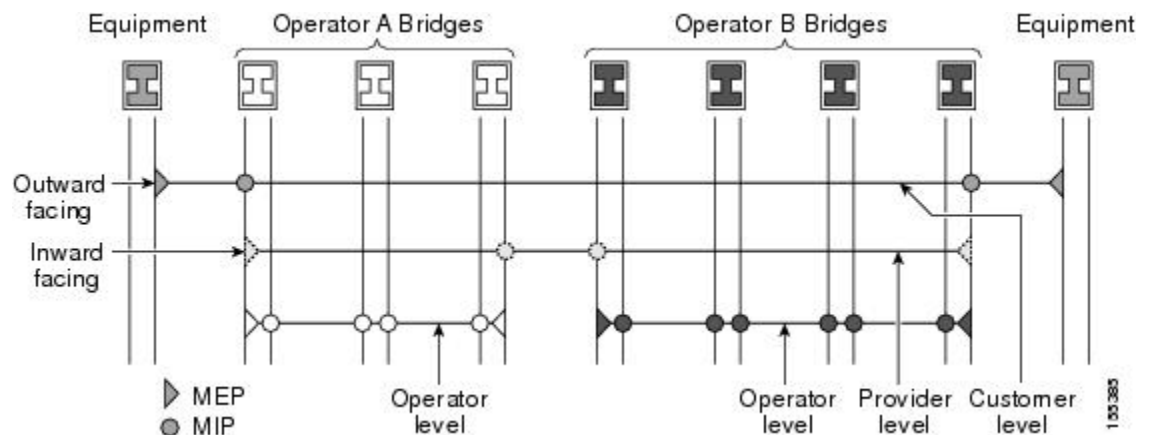 Equipment
Operator A Bridges
Operator B Bridges
Equipment
Outward
facing
Inward
facing
MEP
MIP
Operator
level
Operator
level
Provider
level
Customer
level
155385